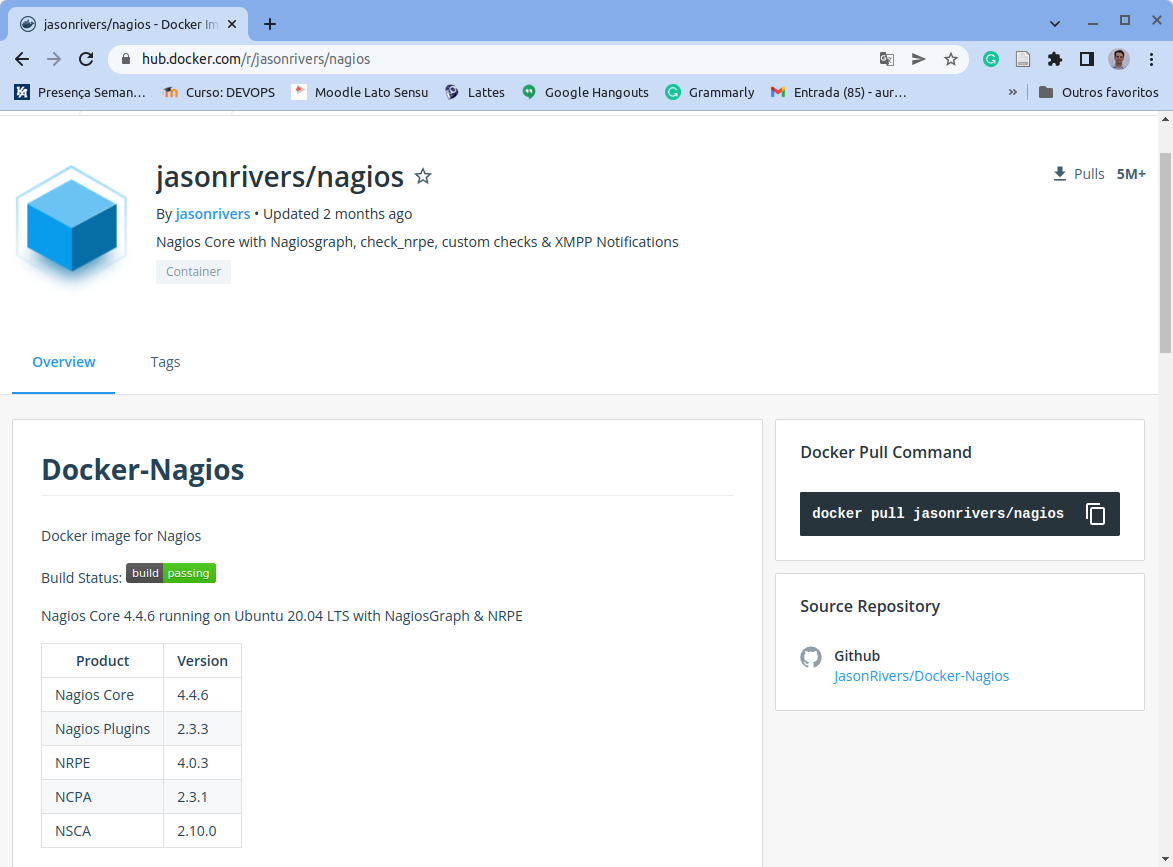 jasonrivers/nagios - Docker Im
hub.docker.com/r/jasonrivers/nagios
Presença Seman... Curso: DEVOPS Moodle Lato Sensu Lattes Google Hangouts Grammarly Entrada (85) - aur... » Outros favoritos
jasonrivers/nagios
Pulls 5M+
By jasonrivers • Updated 2 months ago
Nagios Core with Nagiosgraph, check_nrpe, custom checks & XMPP Notifications
Container
Overview Tags
Docker-Nagios
Docker image for Nagios
Build Status: build passing
Nagios Core 4.4.6 running on Ubuntu 20.04 LTS with NagiosGraph & NRPE
Product Version
Nagios Core 4.4.6
Nagios Plugins 2.3.3
NRPE 4.0.3
NCPA 2.3.1
NSCA 2.10.0
Docker Pull Command
docker pull jasonrivers/nagios
Source Repository
Github
JasonRivers/Docker-Nagios